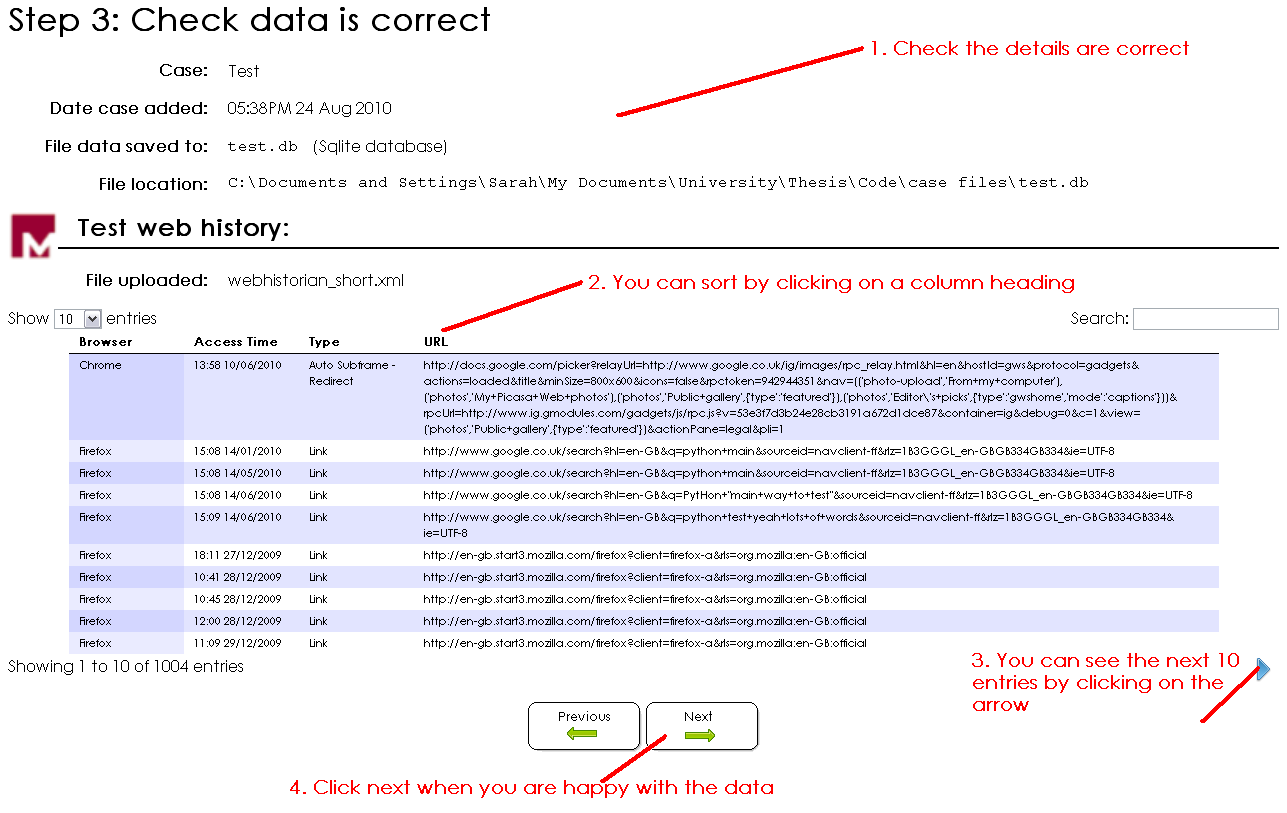 Step 3: Check data is correct
1. Check the details are correct
Case: Test
Date case added: 05:38PM 24 Aug 2010
File data saved to: test.db (Sqlite database)
File location: C:\Documents and Settings\Sarah\My Documents\University\Thesis\Code\case files\test.db
M
Test web history:
File uploaded: webhistorian_short.xml
2. You can sort by clicking on a column heading
Show 10 entries Search:
Browser Access Time Type URL
Chrome 13:58 10/06/2010 Auto Subframe - http://docs.google.com/picker?relayUrl=http://www.google.co.uk/ig/images/rpc_relay.html&hl=en&hostId=gws&protocol=gadgets&
Redirect actions=loaded&title&minSize=800x600&icons=false&rpctoken=942944351&nav=(('photo-upload','From+my+computer'),
('photos','My+Picasa+Web+photos'),('photos','Public+gallery',{'type':'featured'}),('photos','Editor\'s+picks',{'type':'gwshome','mode':'captions'}))&
rpcUrl=http://www.ig.gmodules.com/gadgets/js/rpc.js?v=53e3f7d3b24e28cb3191a672d1dce87&container=ig&debug=0&c=1&view=
('photos','Public+gallery',{'type':'featured'})&actionPane=legal&pli=1
Firefox 15:08 14/01/2010 Link http://www.google.co.uk/search?hl=en-GB&q=python+main&sourceid=navclient-ff&rlz=1B3GGGL_en-GBGB334GB334&ie=UTF-8
Firefox 15:08 14/05/2010 Link http://www.google.co.uk/search?hl=en-GB&q=python+main&sourceid=navclient-ff&rlz=1B3GGGL_en-GBGB334GB334&ie=UTF-8
Firefox 15:08 14/06/2010 Link http://www.google.co.uk/search?hl=en-GB&q=PytHon+"main+way+to+test"&sourceid=navclient-ff&rlz=1B3GGGL_en-GBGB334GB334&ie=UTF-8
Firefox 15:09 14/06/2010 Link http://www.google.co.uk/search?hl=en-GB&q=python+test+yeah+lots+of+words&sourceid=navclient-ff&rlz=1B3GGGL_en-GBGB334GB334&
ie=UTF-8
Firefox 18:11 27/12/2009 Link http://en-gb.start3.mozilla.com/firefox?client=firefox-a&rls=org.mozilla:en-GB:official
Firefox 10:41 28/12/2009 Link http://en-gb.start3.mozilla.com/firefox?client=firefox-a&rls=org.mozilla:en-GB:official
Firefox 10:45 28/12/2009 Link http://en-gb.start3.mozilla.com/firefox?client=firefox-a&rls=org.mozilla:en-GB:official
Firefox 12:00 28/12/2009 Link http://en-gb.start3.mozilla.com/firefox?client=firefox-a&rls=org.mozilla:en-GB:official
Firefox 11:09 29/12/2009 Link http://en-gb.start3.mozilla.com/firefox?client=firefox-a&rls=org.mozilla:en-GB:official
Showing 1 to 10 of 1004 entries
3. You can see the next 10
entries by clicking on the
arrow
Previous Next
4. Click next when you are happy with the data